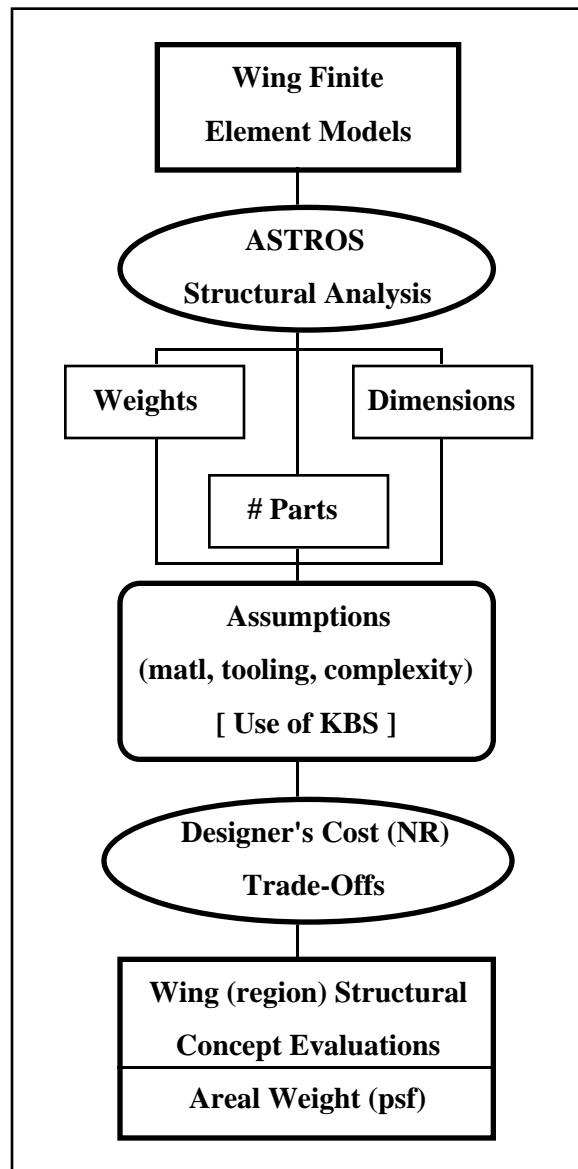 Wing Finite
Element Models
ASTROS
Structural Analysis
Weights
Dimensions
# Parts
Assumptions
(matl, tooling, complexity)
[ Use of KBS ]
Designer's Cost (NR)
Trade-Offs
Wing (region) Structural
Concept Evaluations
Areal Weight (psf)